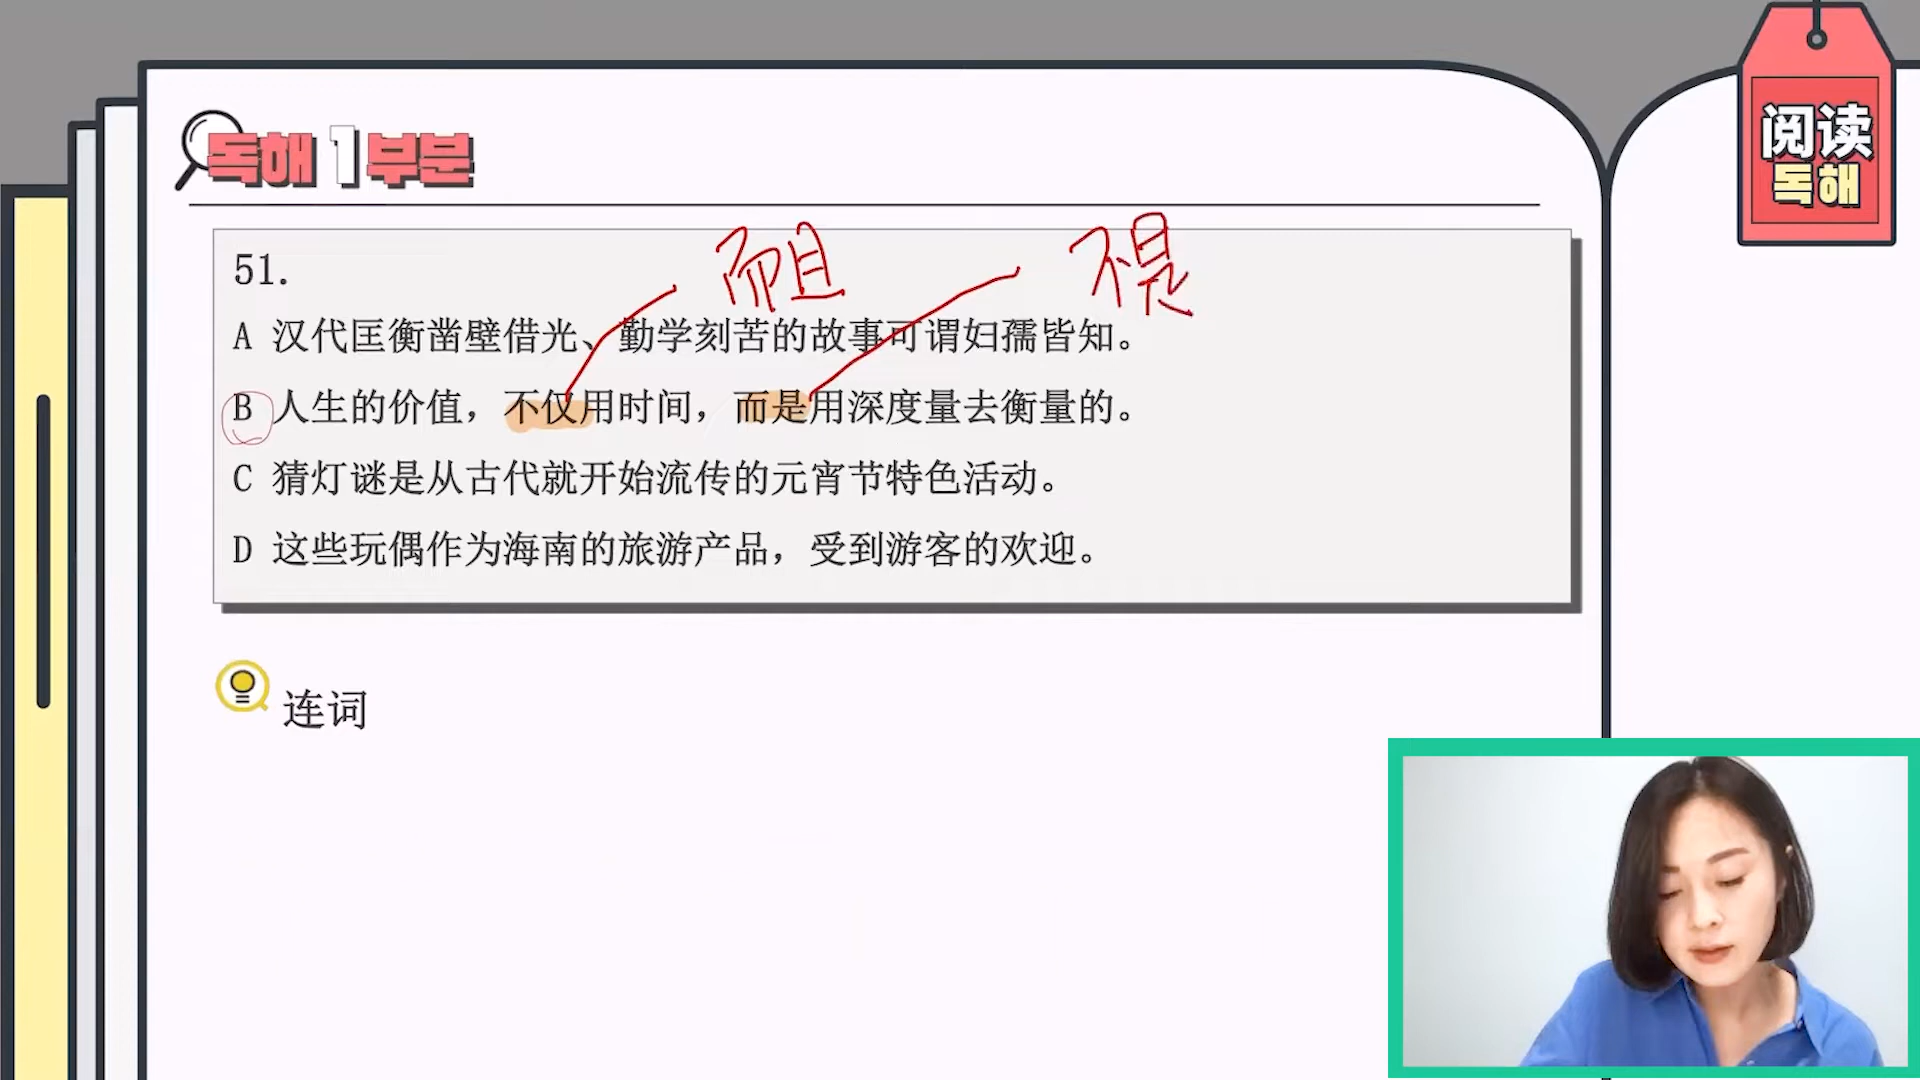 독해 1 부분
阅读
독해
而且 不是
51.
A 汉代匡衡凿壁借光、勤学刻苦的故事可谓妇孺皆知。
B 人生的价值，不仅用时间，而是用深度量去衡量的。
C 猜灯谜是从古代就开始流传的元宵节特色活动。
D 这些玩偶作为海南的旅游产品，受到游客的欢迎。
连词